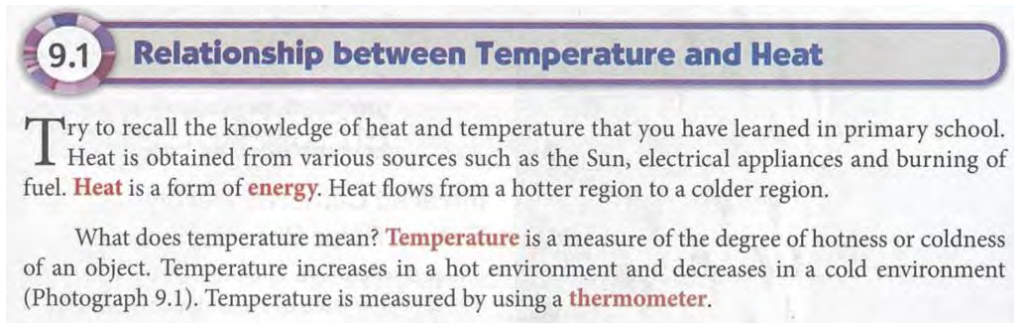 9.1 Relationship between Temperature and Heat
Try to recall the knowledge of heat and temperature that you have learned in primary school.
Heat is obtained from various sources such as the Sun, electrical appliances and burning of
fuel. Heat is a form of energy. Heat flows from a hotter region to a colder region.
What does temperature mean? Temperature is a measure of the degree of hotness or coldness
of an object. Temperature increases in a hot environment and decreases in a cold environment
(Photograph 9.1). Temperature is measured by using a thermometer.